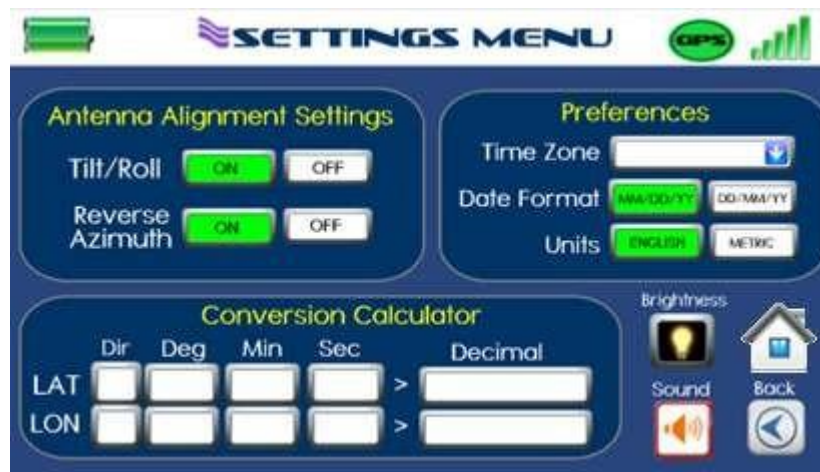 SETTINGS MENU
GPS
Antenna Alignment Settings
Tilt/Roll ON OFF
Reverse
Azimuth ON OFF
Preferences
Time Zone
Date Format MM/DD/YY DD/MM/YY
Units ENGLISH METRIC
Conversion Calculator
Dir Deg Min Sec Decimal
LAT >
LON >
Brightness
Sound Back